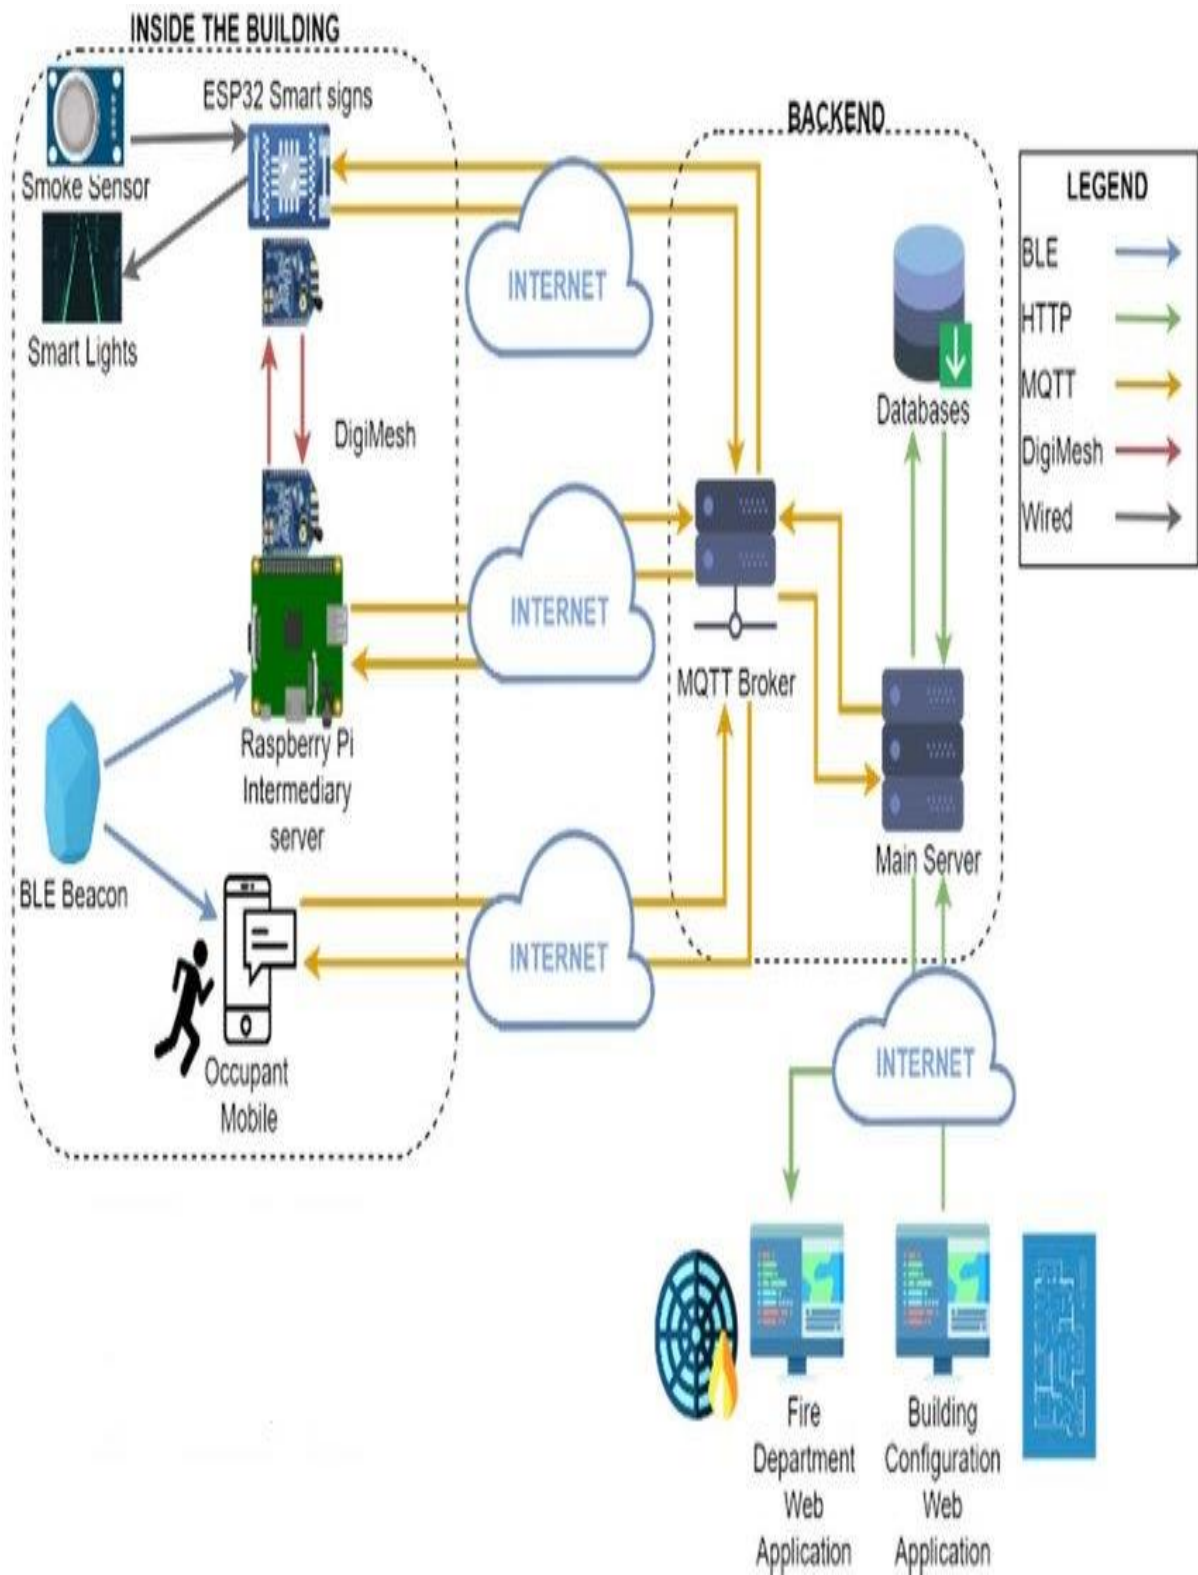 INSIDE THE BUILDING
ESP32 Smart signs
Smoke Sensor
Smart Lights
DigiMesh
Raspberry Pi
Intermediary
server
BLE Beacon
Occupant
Mobile
INTERNET
INTERNET
INTERNET
BACKEND
Databases
MQTT Broker
Main Server
INTERNET
Fire
Department
Web
Application
Building
Configuration
Web
Application
LEGEND
BLE
HTTP
MQTT
DigiMesh
Wired